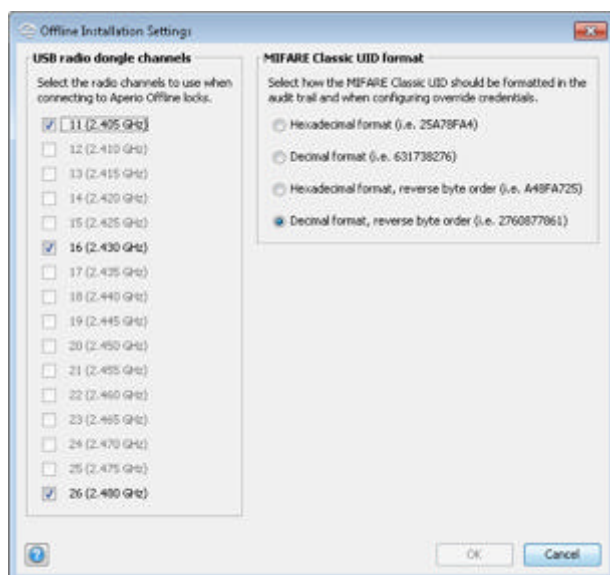 Offline Installation Settings
USB radio dongle channels
Select the radio channels to use when
connecting to Aperio Offline locks.
11 (2.405 GHz)
12 (2.410 GHz)
13 (2.415 GHz)
14 (2.420 GHz)
15 (2.425 GHz)
16 (2.430 GHz)
17 (2.435 GHz)
18 (2.440 GHz)
19 (2.445 GHz)
20 (2.450 GHz)
21 (2.455 GHz)
22 (2.460 GHz)
23 (2.465 GHz)
24 (2.470 GHz)
25 (2.475 GHz)
26 (2.480 GHz)
MIFARE Classic UID format
Select how the MIFARE Classic UID should be formatted in the
audit trail and when configuring override credentials.
Hexadecimal format (i.e. 25A78FA4)
Decimal format (i.e. 631738276)
Hexadecimal format, reverse byte order (i.e. A48FA725)
Decimal format, reverse byte order (i.e. 2760877861)
?
OK
Cancel